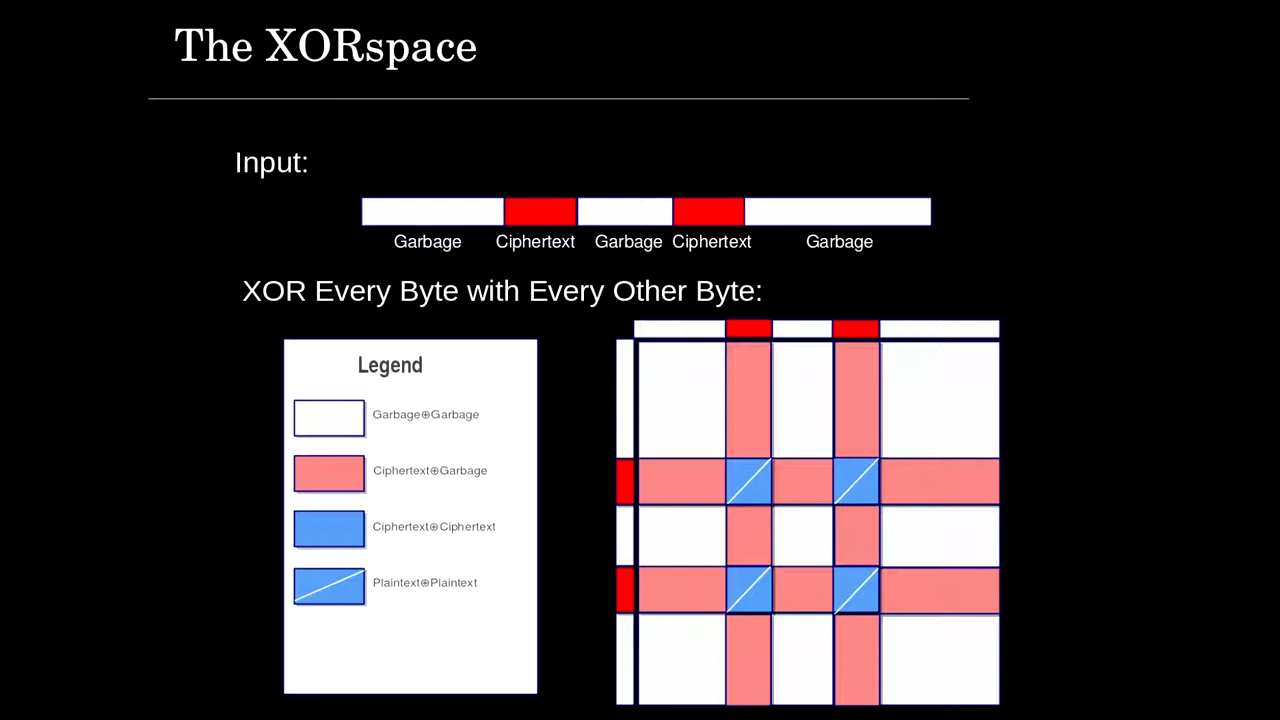 The XORspace
Input:
Garbage Ciphertext Garbage Ciphertext Garbage
XOR Every Byte with Every Other Byte:
Legend
Garbage⊕Garbage
Ciphertext⊕Garbage
Ciphertext⊕Ciphertext
Plaintext⊕Plaintext